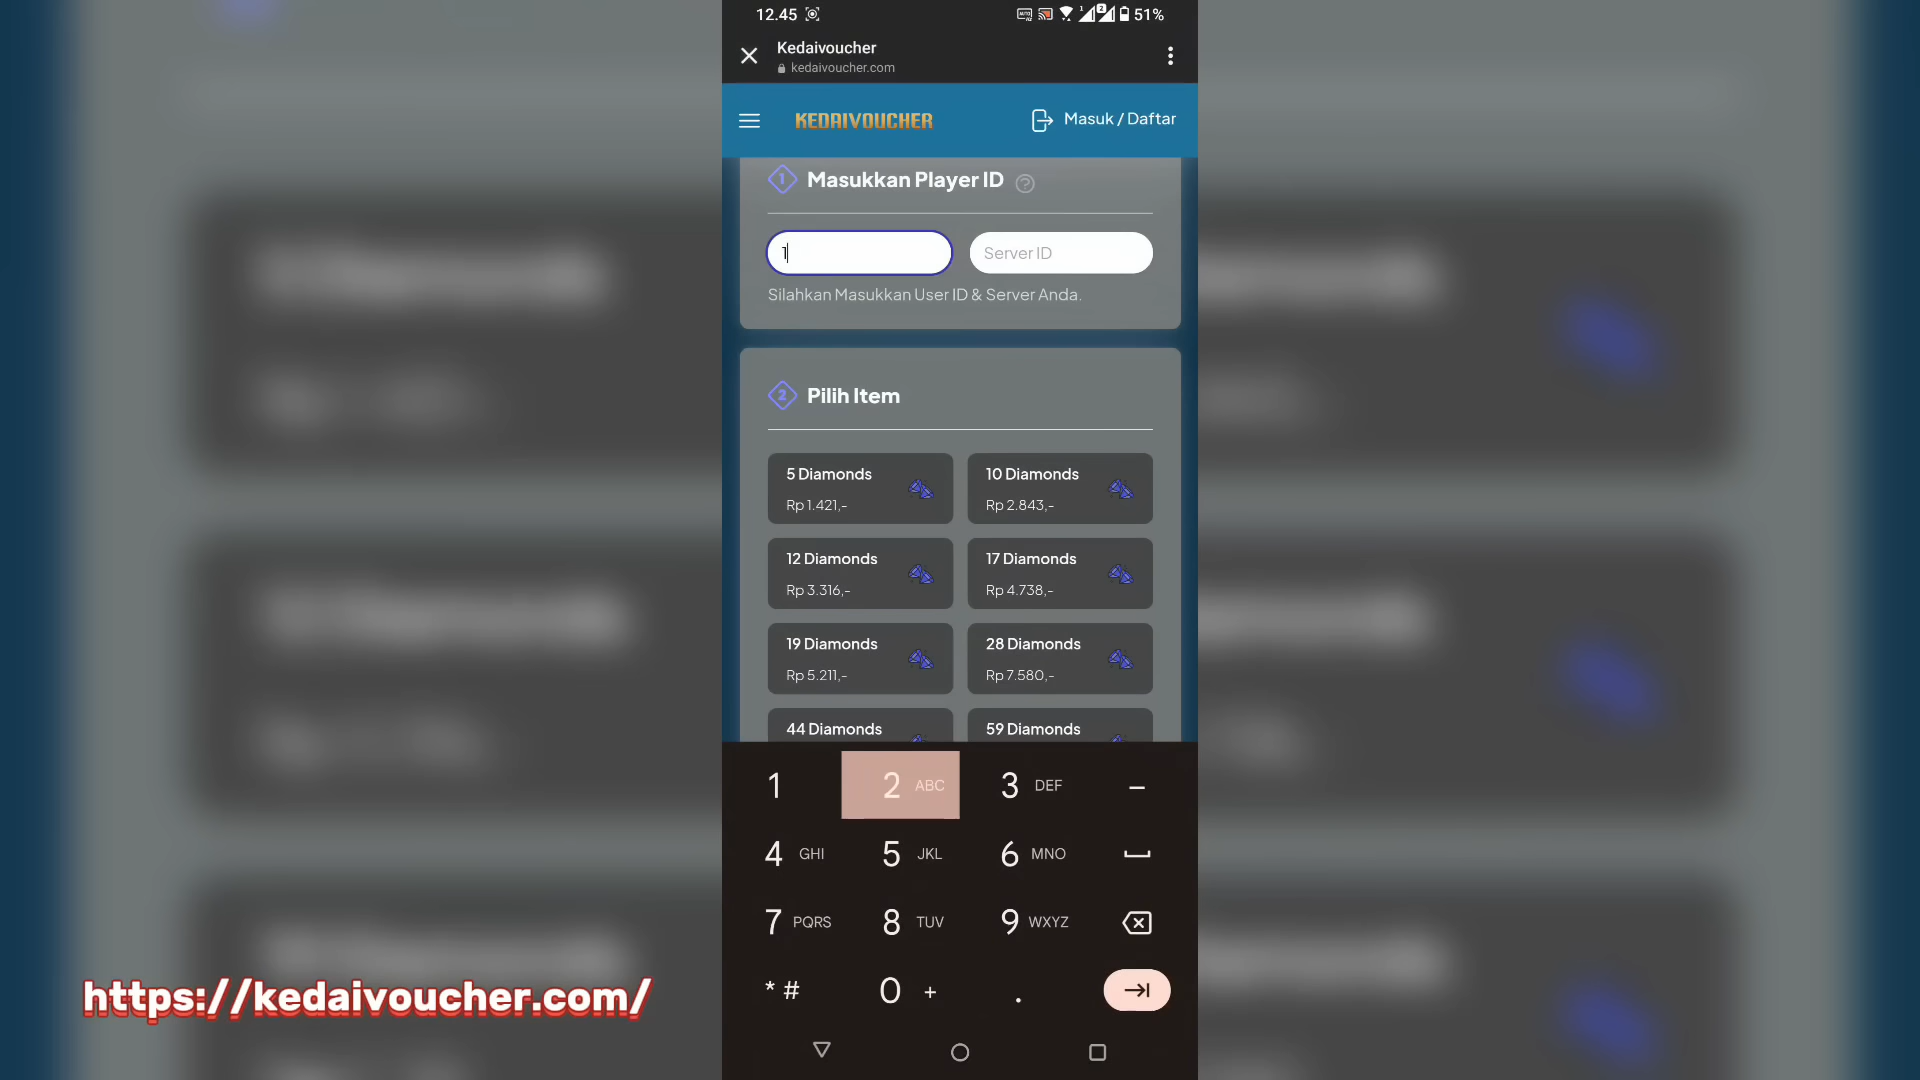 12.45
51%
Kedaivoucher
kedaivoucher.com
KEDAIVOUCHER
Masuk / Daftar
1 Masukkan Player ID ?
1
Server ID
Silahkan Masukkan User ID & Server Anda.
2 Pilih Item
5 Diamonds
Rp 1.421,-
10 Diamonds
Rp 2.843,-
12 Diamonds
Rp 3.316,-
17 Diamonds
Rp 4.738,-
19 Diamonds
Rp 5.211,-
28 Diamonds
Rp 7.580,-
44 Diamonds
59 Diamonds
1
2 ABC
3 DEF
–
4 GHI
5 JKL
6 MNO
7 PQRS
8 TUV
9 WXYZ
* #
0 +
.
https://kedaivoucher.com/